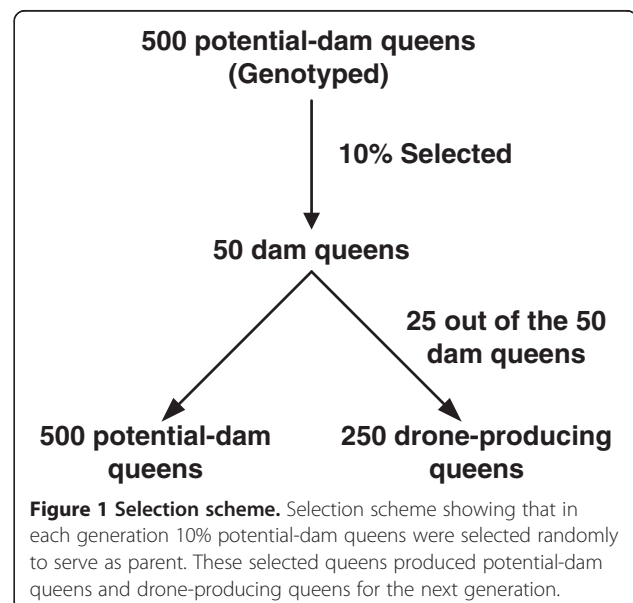 500 potential-dam queens
(Genotyped)
10% Selected
50 dam queens
25 out of the 50
dam queens
500 potential-dam
queens
250 drone-producing
queens
Figure 1 Selection scheme. Selection scheme showing that in
each generation 10% potential-dam queens were selected randomly
to serve as parent. These selected queens produced potential-dam
queens and drone-producing queens for the next generation.